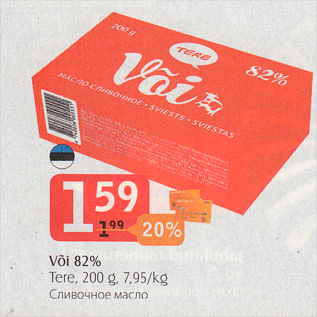 200 g
TERE
Või
82%
МАСЛО СЛИВОЧНОЕ • SVIESTS • SVIESTAS
1 59
1 99
20%
Või 82%
Tere, 200 g, 7,95/kg
Сливочное масло